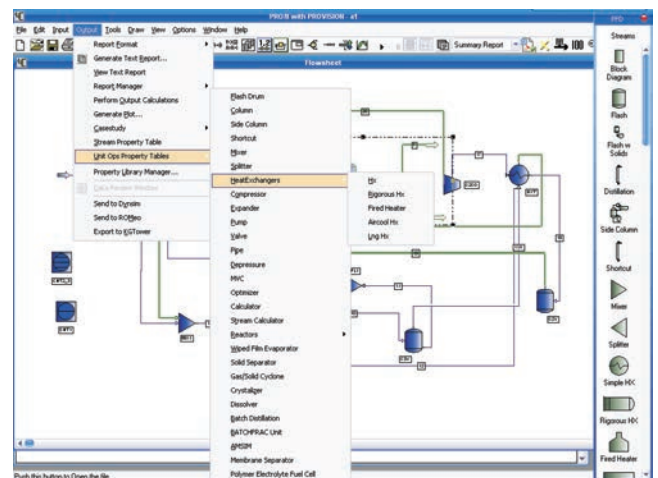 PRO/II with PROVISION - a1
File Edit Input Output Tools Draw View Options Window Help
Summary Report
Flowsheet
Report Format
Generate Text Report...
View Text Report
Report Manager
Perform Output Calculations
Generate Plot...
Casestudy
Stream Property Table
Unit Ops Property Tables
Property Library Manager...
Data Review Window
Send to Dynsim
Send to ROMeo
Export to KGTower
Flash Drum
Column
Side Column
Shortcut
Mixer
Splitter
HeatExchangers
Compressor
Expander
Pump
Valve
Pipe
Depressure
MVC
Optimizer
Calculator
Stream Calculator
Reactors
Wiped Film Evaporator
Solid Separator
Gas/Solid Cyclone
Crystallizer
Dissolver
Batch Distillation
BATCHFRAC Unit
AMSIM
Membrane Separator
Polymer Electrolyte Fuel Cell
Hx
Rigorous Hx
Fired Heater
Aircool Hx
Lng Hx
PFD
Streams
Block
Diagram
Flash
Flash w
Solids
Distillation
Side Column
Shortcut
Mixer
Splitter
Simple HX
Rigorous HX
Fired Heater
Push this button to Open the file